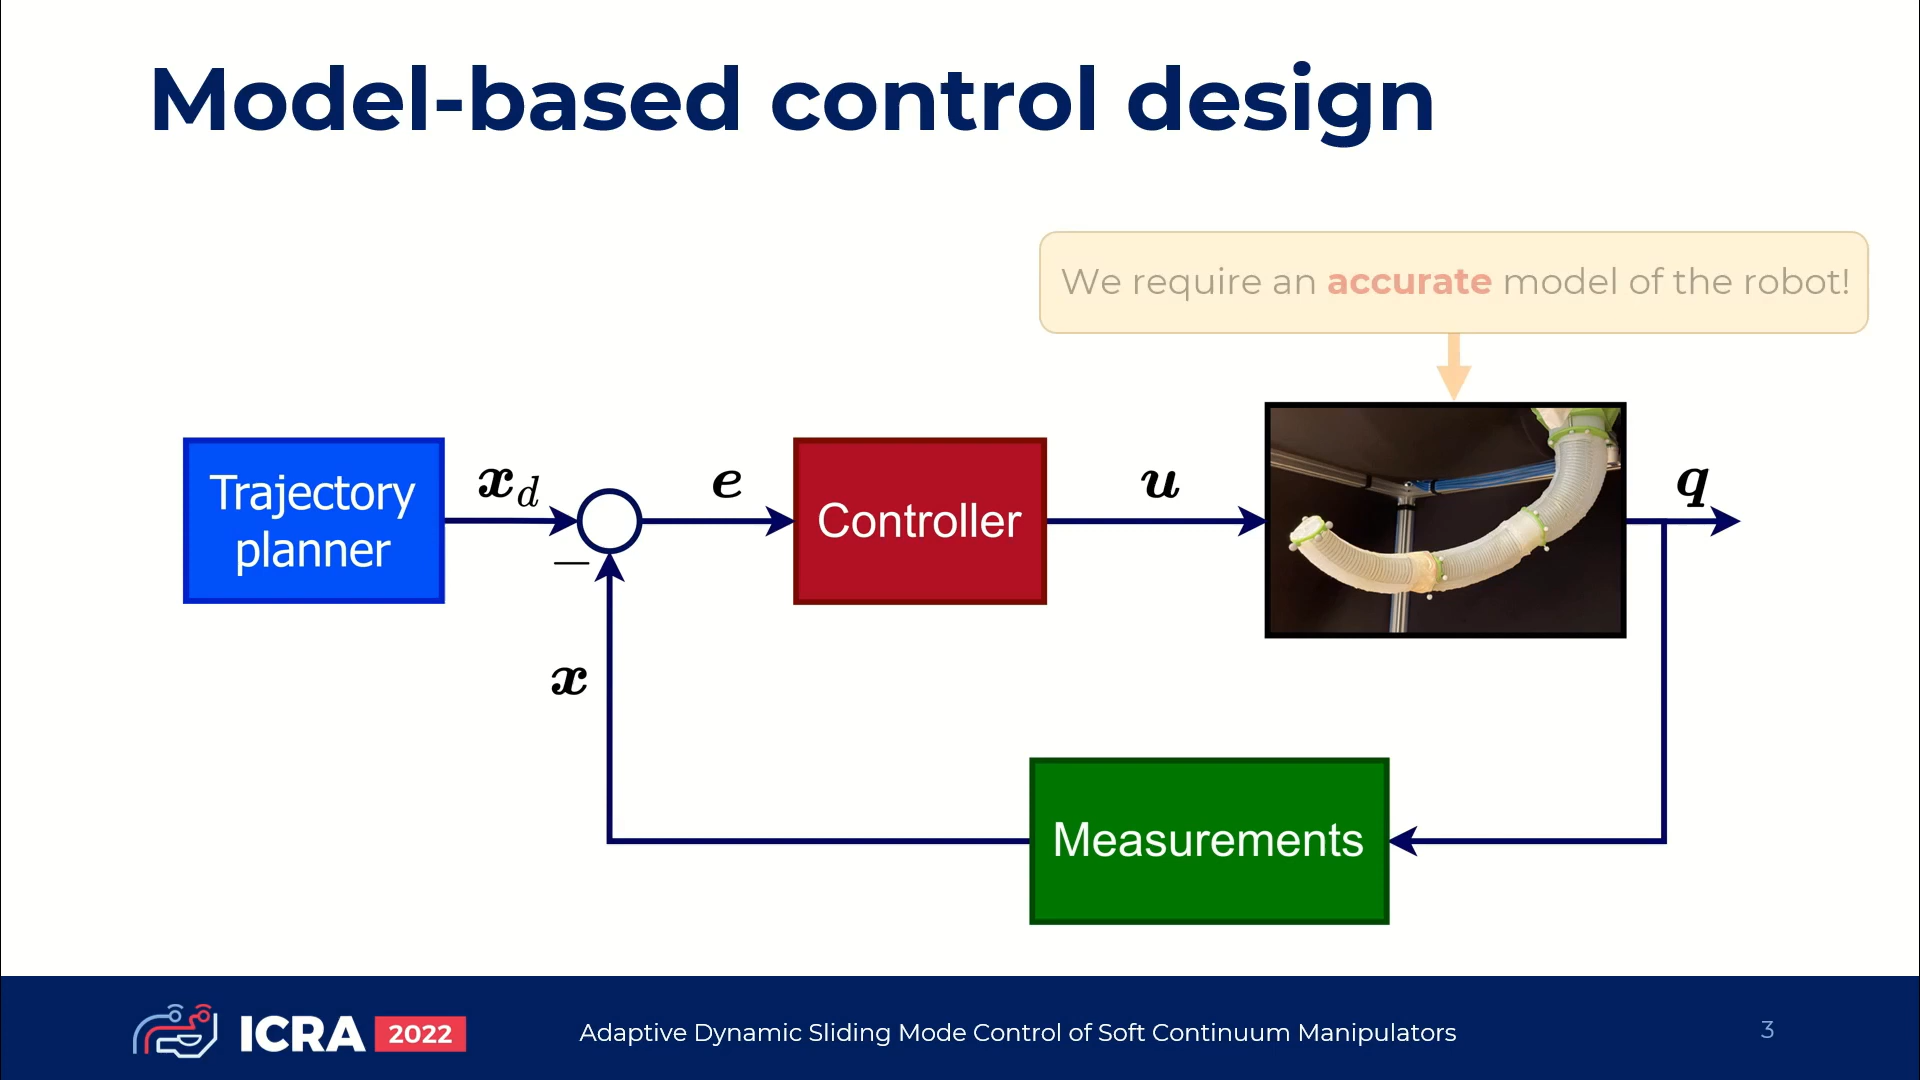 Model-based control design
We require an accurate model of the robot!
Trajectory
planner
x_d
e
Controller
u
q
−
x
Measurements
ICRA 2022
Adaptive Dynamic Sliding Mode Control of Soft Continuum Manipulators
3